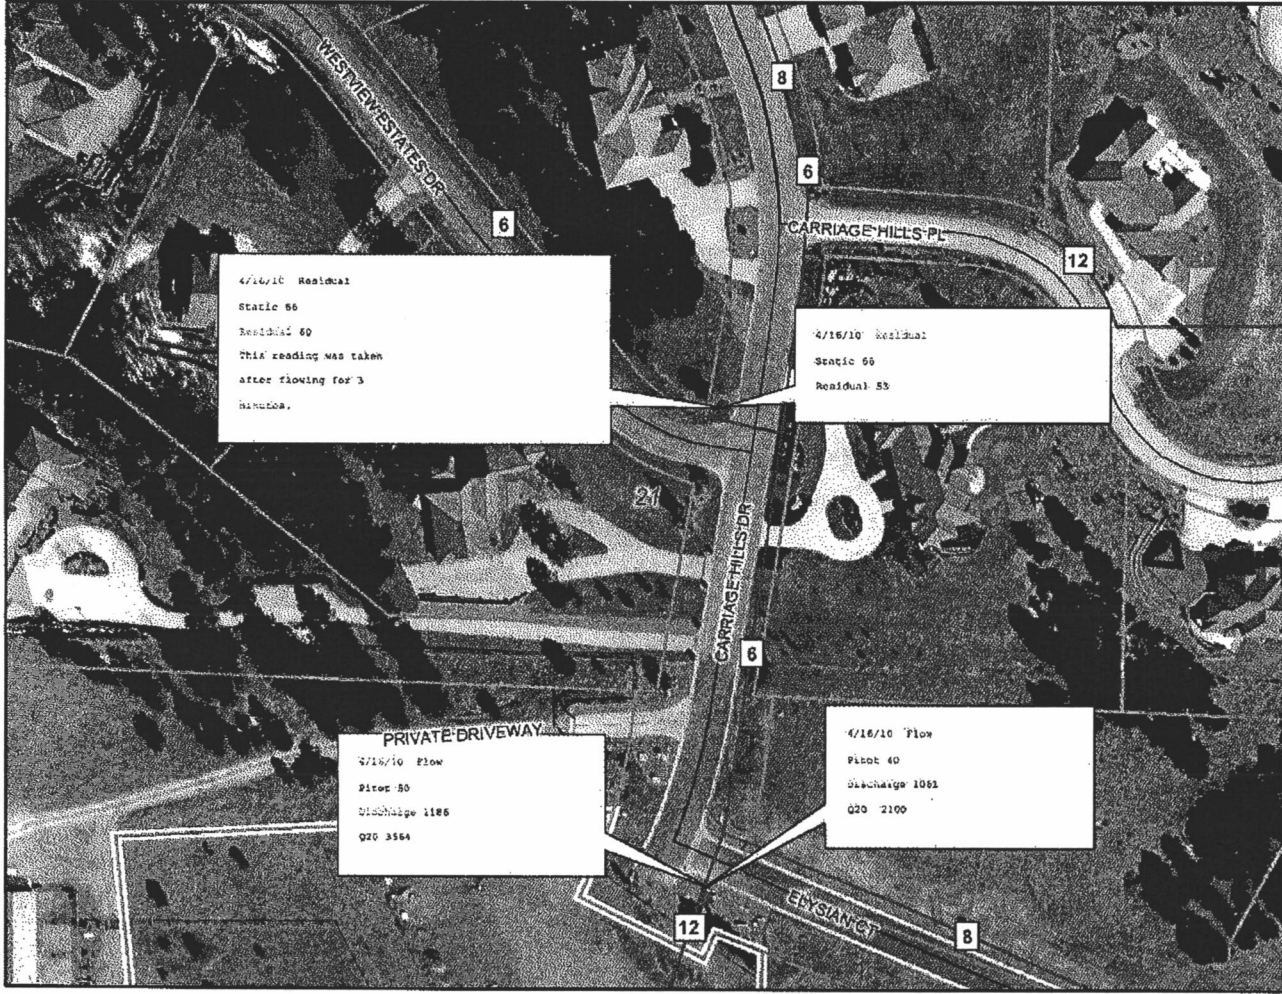 8
WESTVIEW ESTATES DR
6
6
CARRIAGE HILLS PL
12
4/16/10 Residual
Static 66
Residual 60
This reading was taken
after flowing for 3
minutes.
4/16/10 Residual
Static 66
Residual 53
21
CARRIAGE HILLS DR
6
PRIVATE DRIVEWAY
4/16/10 Flow
Pitot 50
Discharge 1186
Q20 3564
4/16/10 Flow
Pitot 40
Discharge 1061
Q20 2100
ELYSIAN CT
12
8